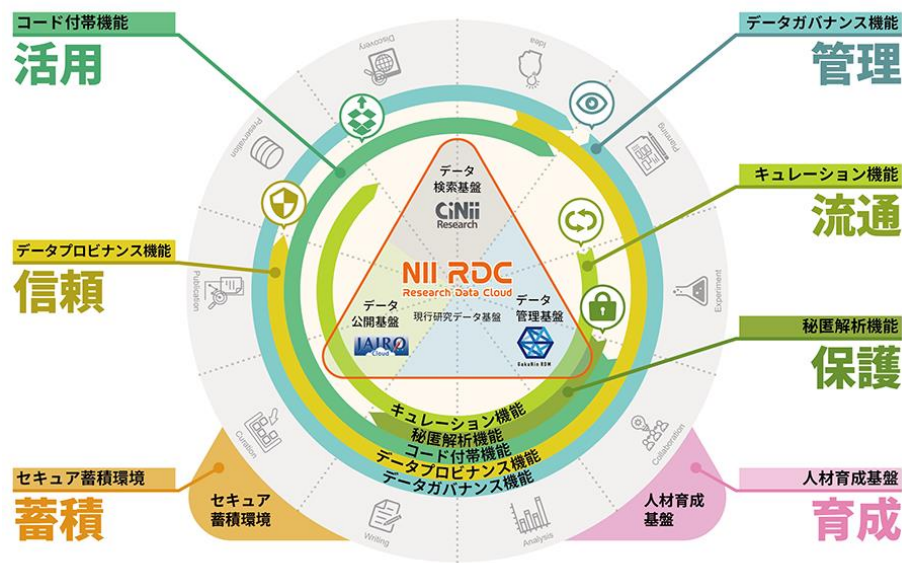 コード付帯機能
活用
データガバナンス機能
管理
Discovery
Idea
Preservation
Planning
データ
検索基盤
CiNii
Research
キュレーション機能
流通
データプロビナンス機能
信頼
Publication
Experiment
NII RDC
Research Data Cloud
データ
公開基盤
現行研究データ基盤
データ
管理基盤
JAIRO
Cloud
GakuNin RDM
秘匿解析機能
保護
キュレーション機能
秘匿解析機能
コード付帯機能
データプロビナンス機能
データガバナンス機能
Curation
Collaboration
セキュア蓄積環境
蓄積
セキュア
蓄積環境
人材育成
基盤
人材育成基盤
育成
Writing
Analysis